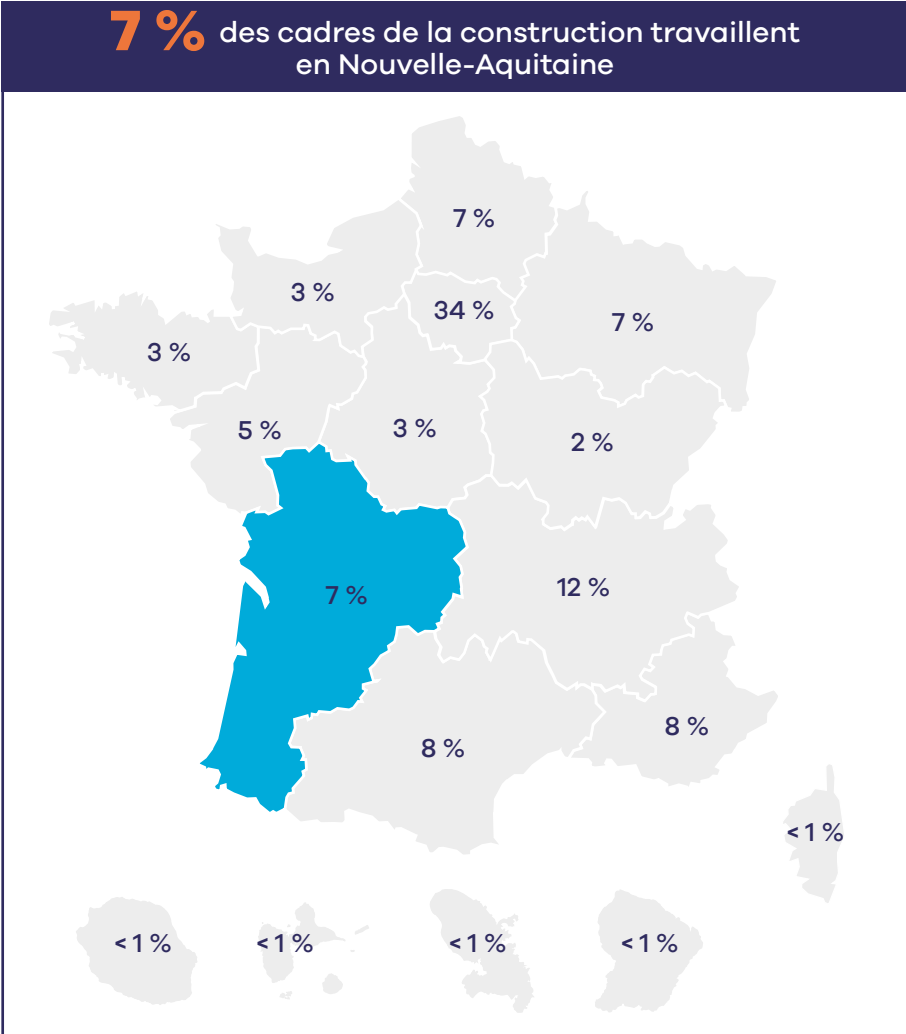 7 % des cadres de la construction travaillent
en Nouvelle-Aquitaine
7 %
3 %
34 %
7 %
3 %
5 %
3 %
2 %
7 %
12 %
8 %
8 %
< 1 %
< 1 %
< 1 %
< 1 %
< 1 %